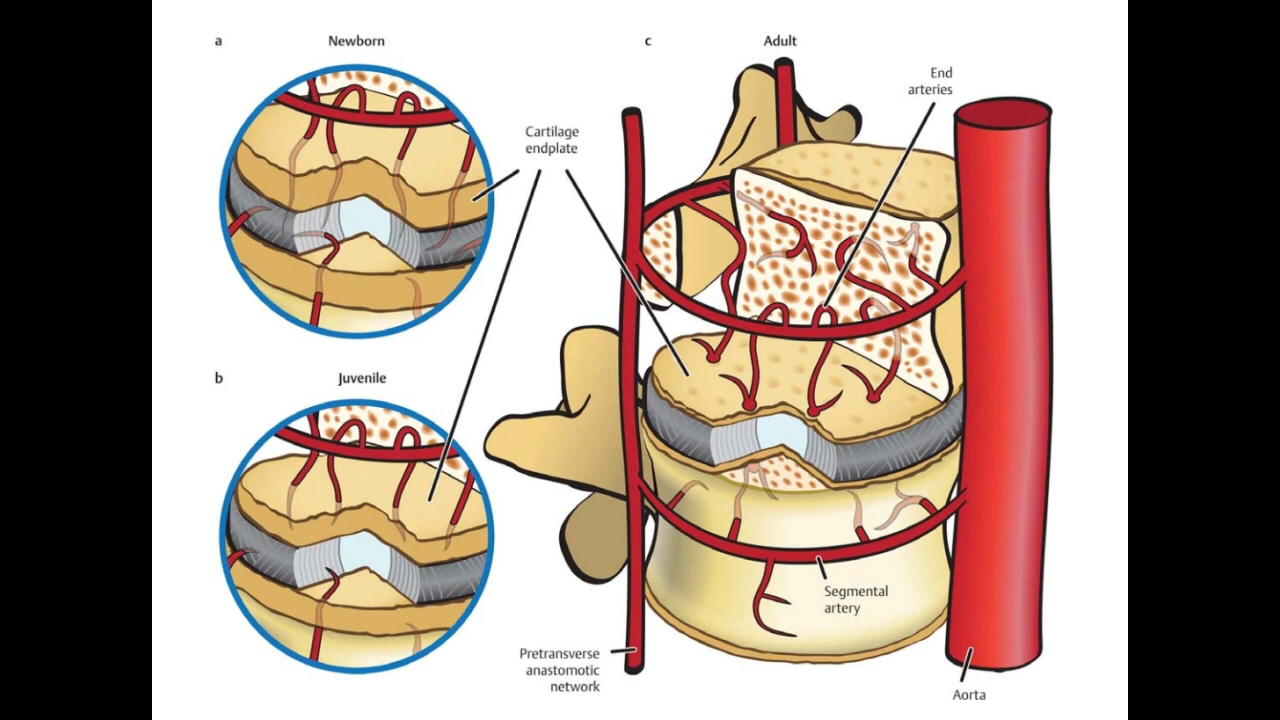 a
Newborn
c
Adult
End
arteries
Cartilage
endplate
b
Juvenile
Segmental
artery
Pretransverse
anastomotic
network
Aorta